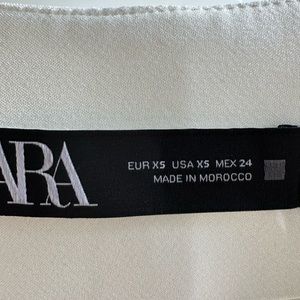 ARA
EUR XS USA XS MEX 24
MADE IN MOROCCO